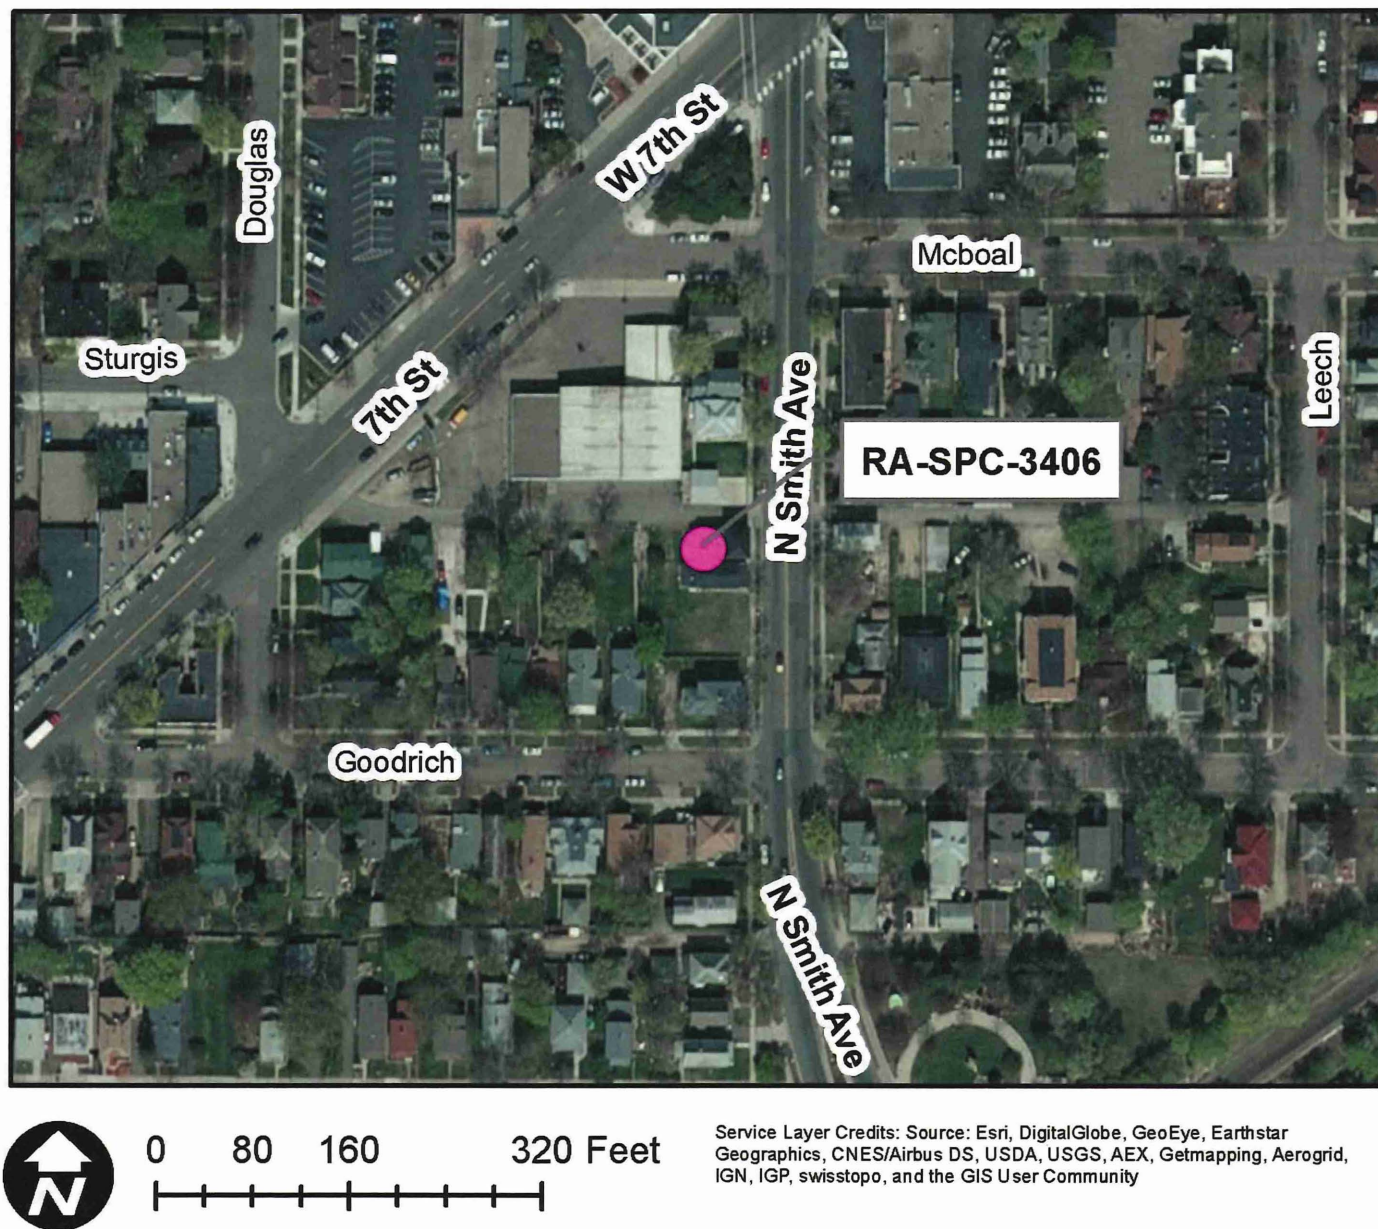 W 7th St
Douglas
Mcboal
Sturgis
7th St
N Smith Ave
Leech
RA-SPC-3406
Goodrich
N Smith Ave
N
0 80 160 320 Feet
Service Layer Credits: Source: Esri, DigitalGlobe, GeoEye, Earthstar
Geographics, CNES/Airbus DS, USDA, USGS, AEX, Getmapping, Aerogrid,
IGN, IGP, swisstopo, and the GIS User Community